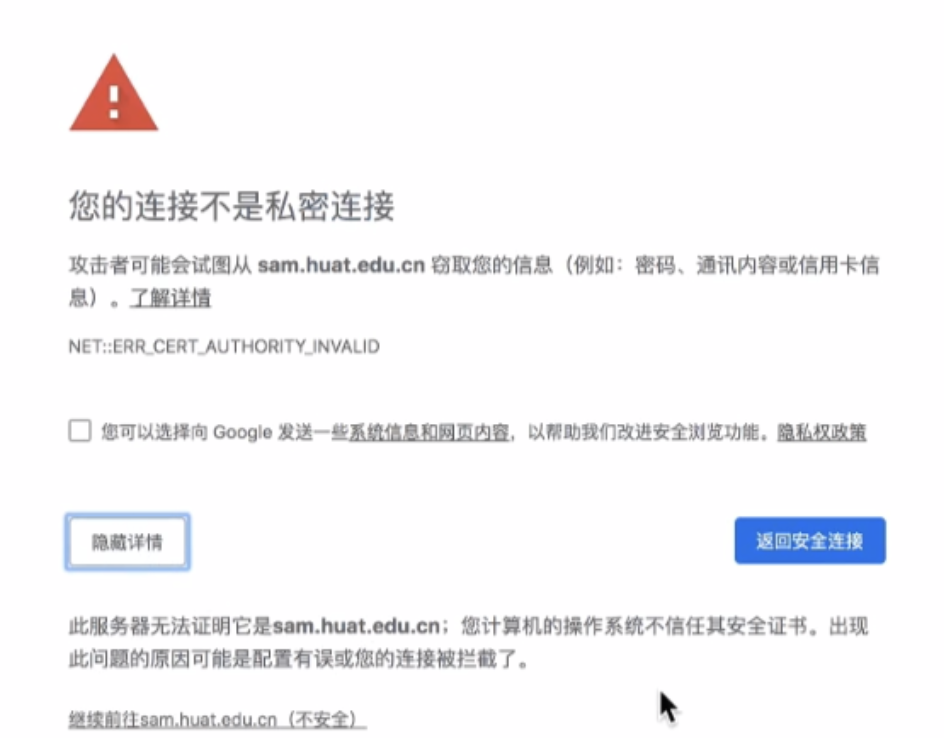 您的连接不是私密连接
攻击者可能会试图从 sam.huat.edu.cn 窃取您的信息（例如：密码、通讯内容或信用卡信
息）。了解详情
NET::ERR_CERT_AUTHORITY_INVALID
您可以选择向 Google 发送一些系统信息和网页内容，以帮助我们改进安全浏览功能。隐私权政策
隐藏详情
返回安全连接
此服务器无法证明它是sam.huat.edu.cn；您计算机的操作系统不信任其安全证书。出现
此问题的原因可能是配置有误或您的连接被拦截了。
继续前往sam.huat.edu.cn（不安全）